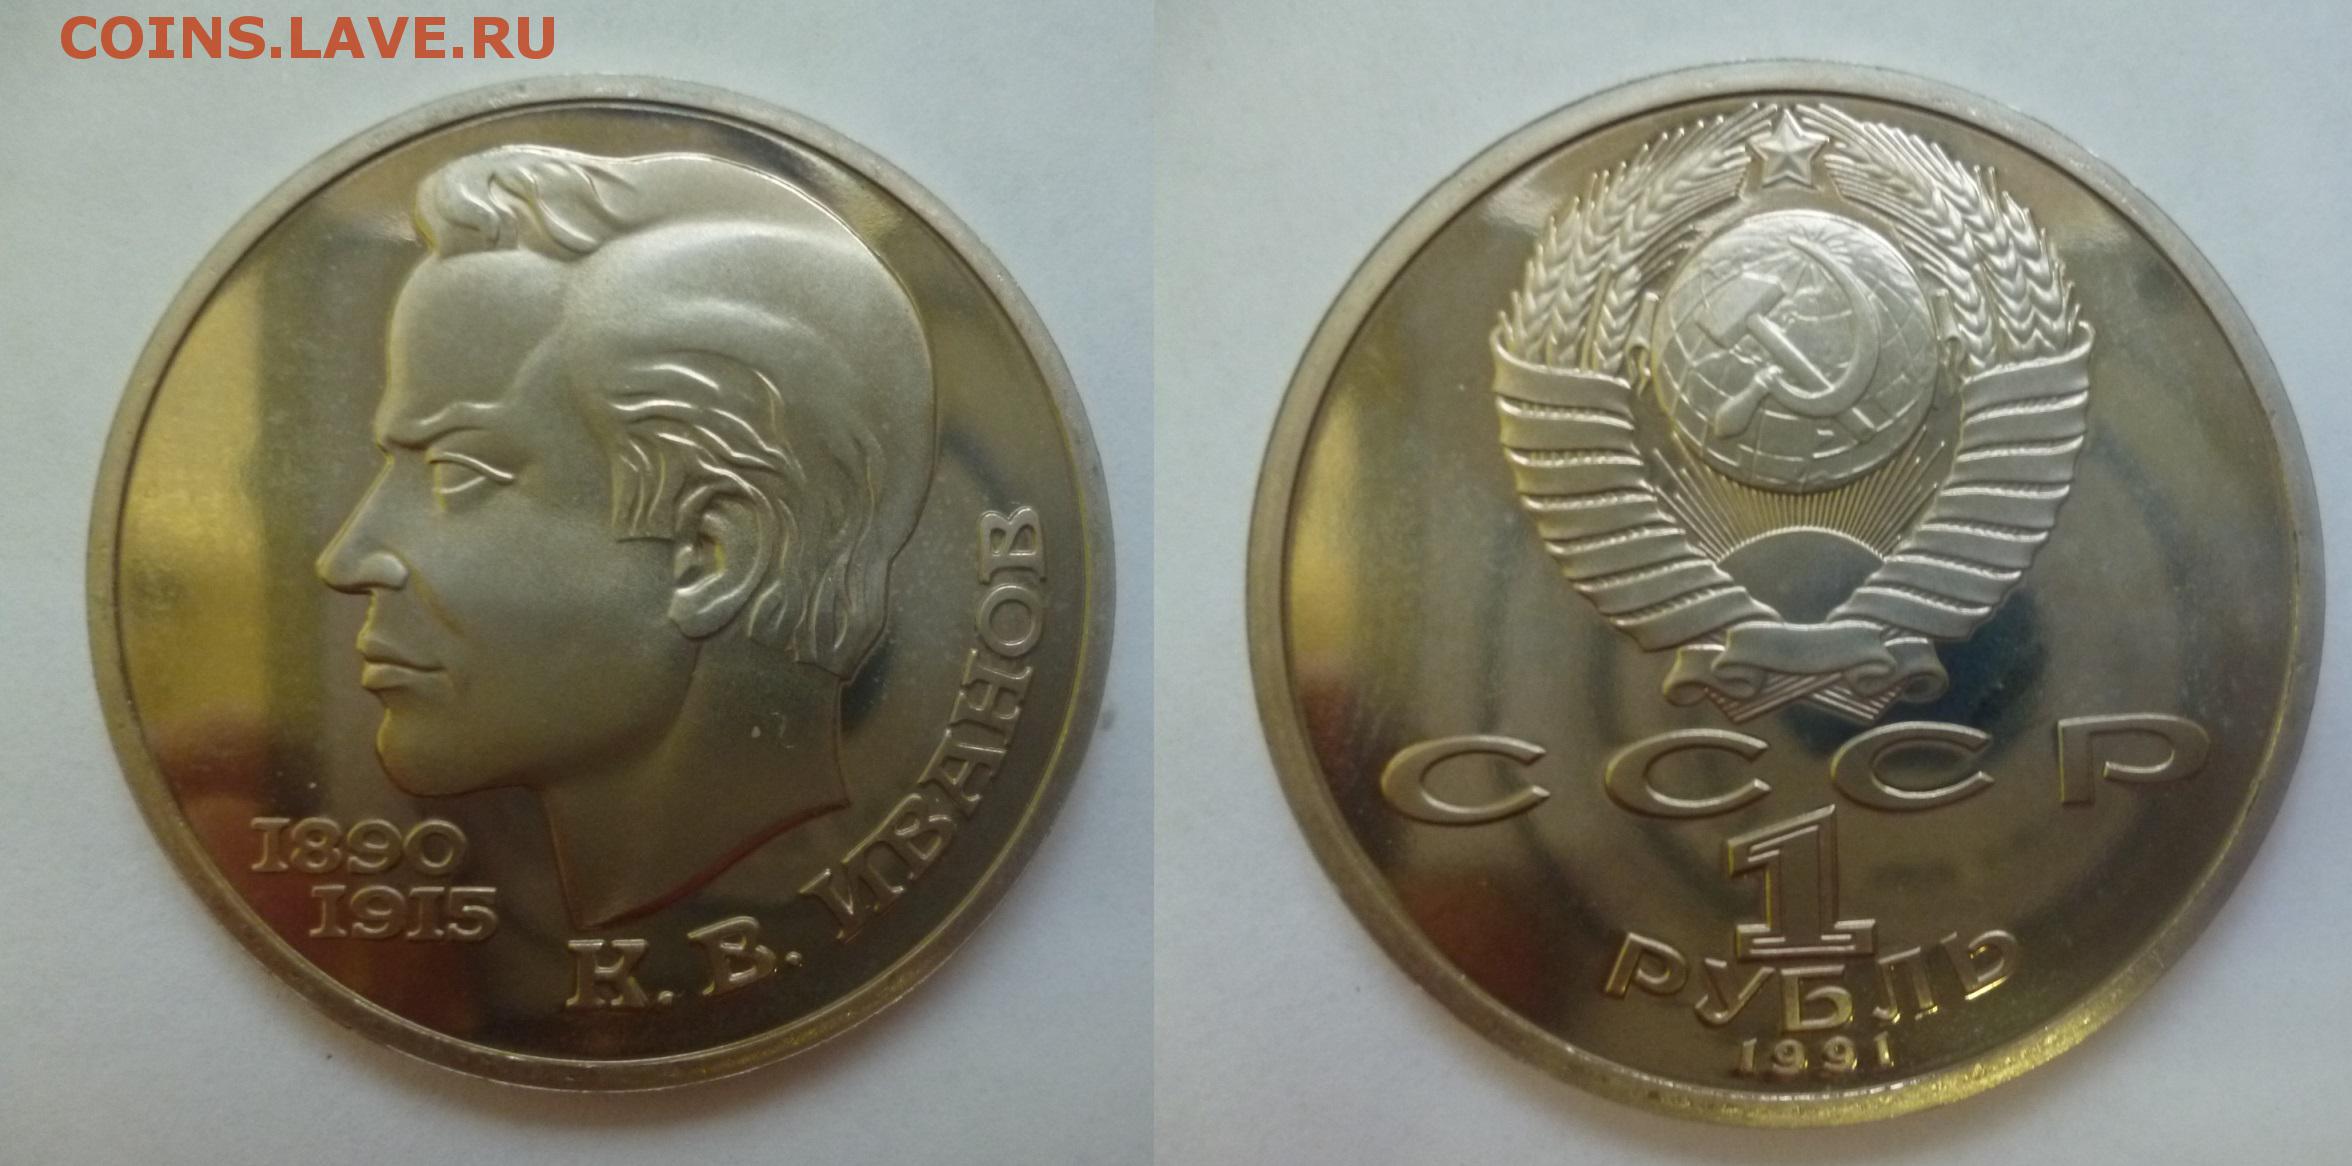 COINS.LAVE.RU
1890
1915
К. В. ИВАНОВ
СССР
1
РУБЛЬ
1991